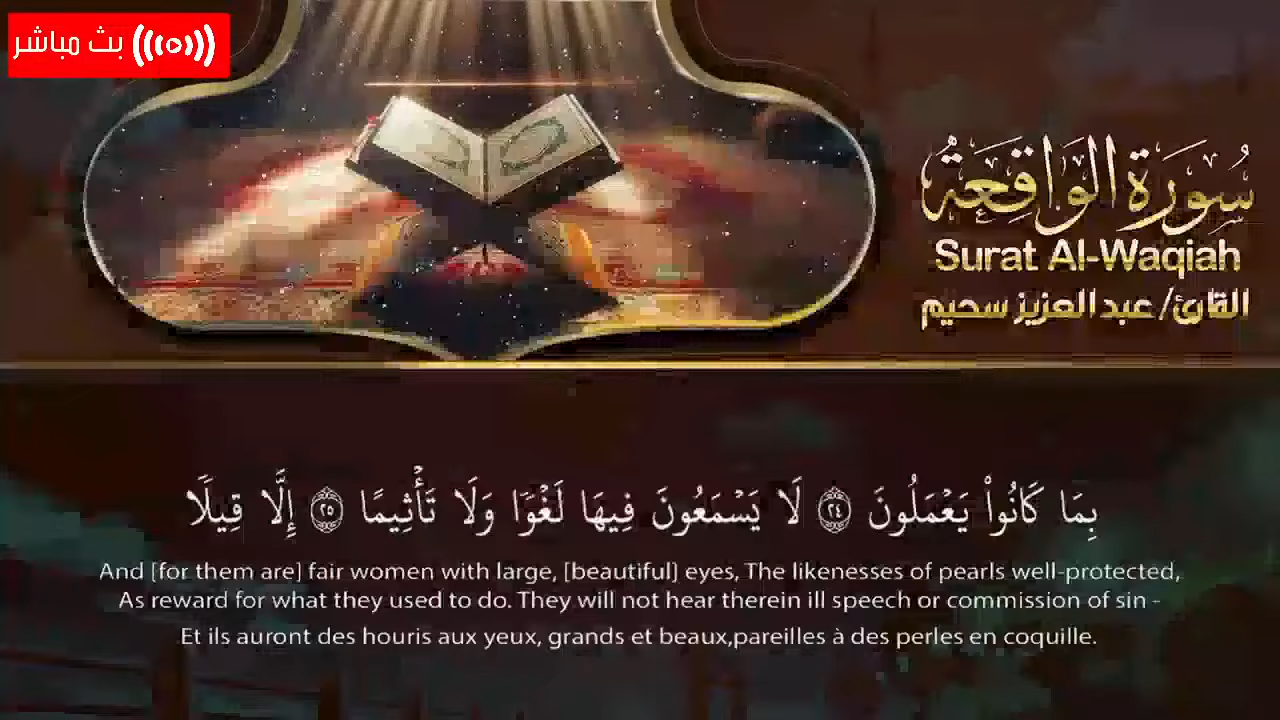 بث مباشر
سُورَةُ الوَاقِعَةُ
Surat Al-Waqiah
القارئ/ عبد العزيز سحيم
بِمَا كَانُوا۟ يَعْمَلُونَ ٢٤ لَا يَسْمَعُونَ فِيهَا لَغْوًا وَلَا تَأْثِيمًا ٢٥ إِلَّا قِيلًا
And [for them are] fair women with large, [beautiful] eyes, The likenesses of pearls well-protected,
As reward for what they used to do. They will not hear therein ill speech or commission of sin -
Et ils auront des houris aux yeux, grands et beaux,pareilles à des perles en coquille.